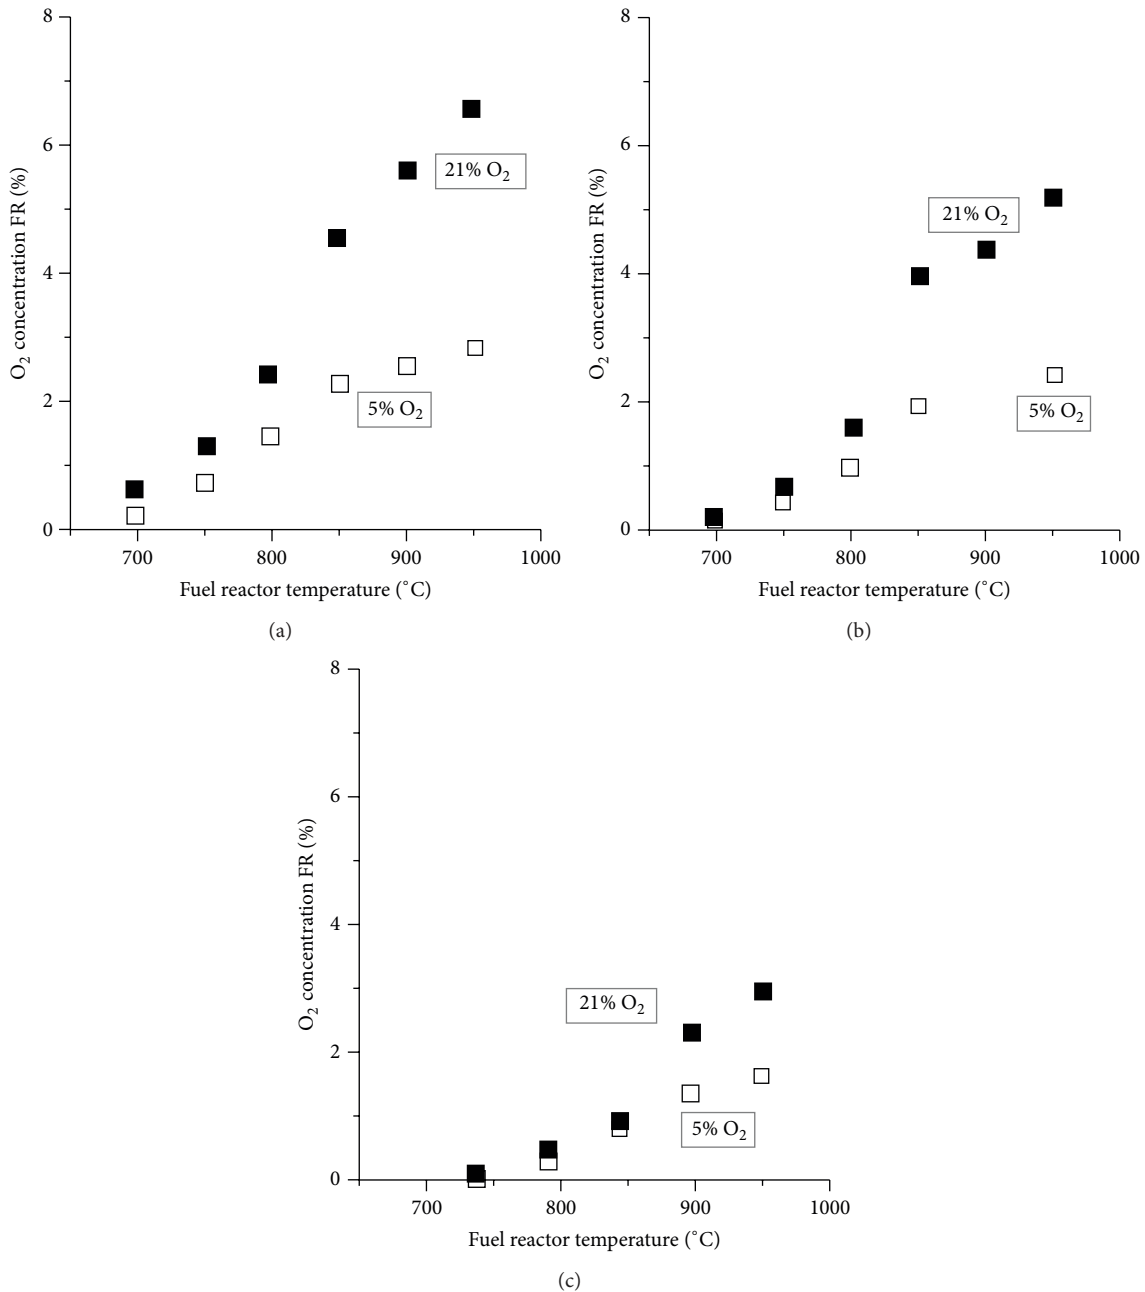 8
6
4
2
0
O2 concentration FR (%)
21% O2
5% O2
700 800 900 1000
Fuel reactor temperature (°C)
(a)
8
6
4
2
0
O2 concentration FR (%)
21% O2
5% O2
700 800 900 1000
Fuel reactor temperature (°C)
(b)
8
6
4
2
0
O2 concentration FR (%)
21% O2
5% O2
700 800 900 1000
Fuel reactor temperature (°C)
(c)